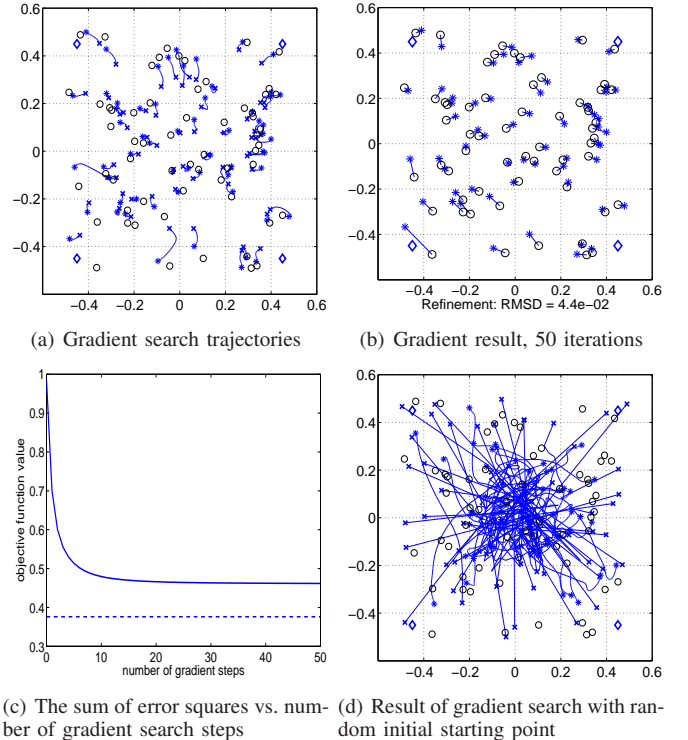 0.6
0.4
0.2
0
−0.2
−0.4
−0.4 −0.2 0 0.2 0.4 0.6
(a) Gradient search trajectories
0.6
0.4
0.2
0
−0.2
−0.4
−0.4 −0.2 0 0.2 0.4 0.6
Refinement: RMSD = 4.4e−02
(b) Gradient result, 50 iterations
objective function value
1
0.9
0.8
0.7
0.6
0.5
0.4
0.3
0 10 20 30 40 50
number of gradient steps
(c) The sum of error squares vs. num-
ber of gradient search steps
0.6
0.4
0.2
0
−0.2
−0.4
−0.4 −0.2 0 0.2 0.4 0.6
(d) Result of gradient search with ran-
dom initial starting point